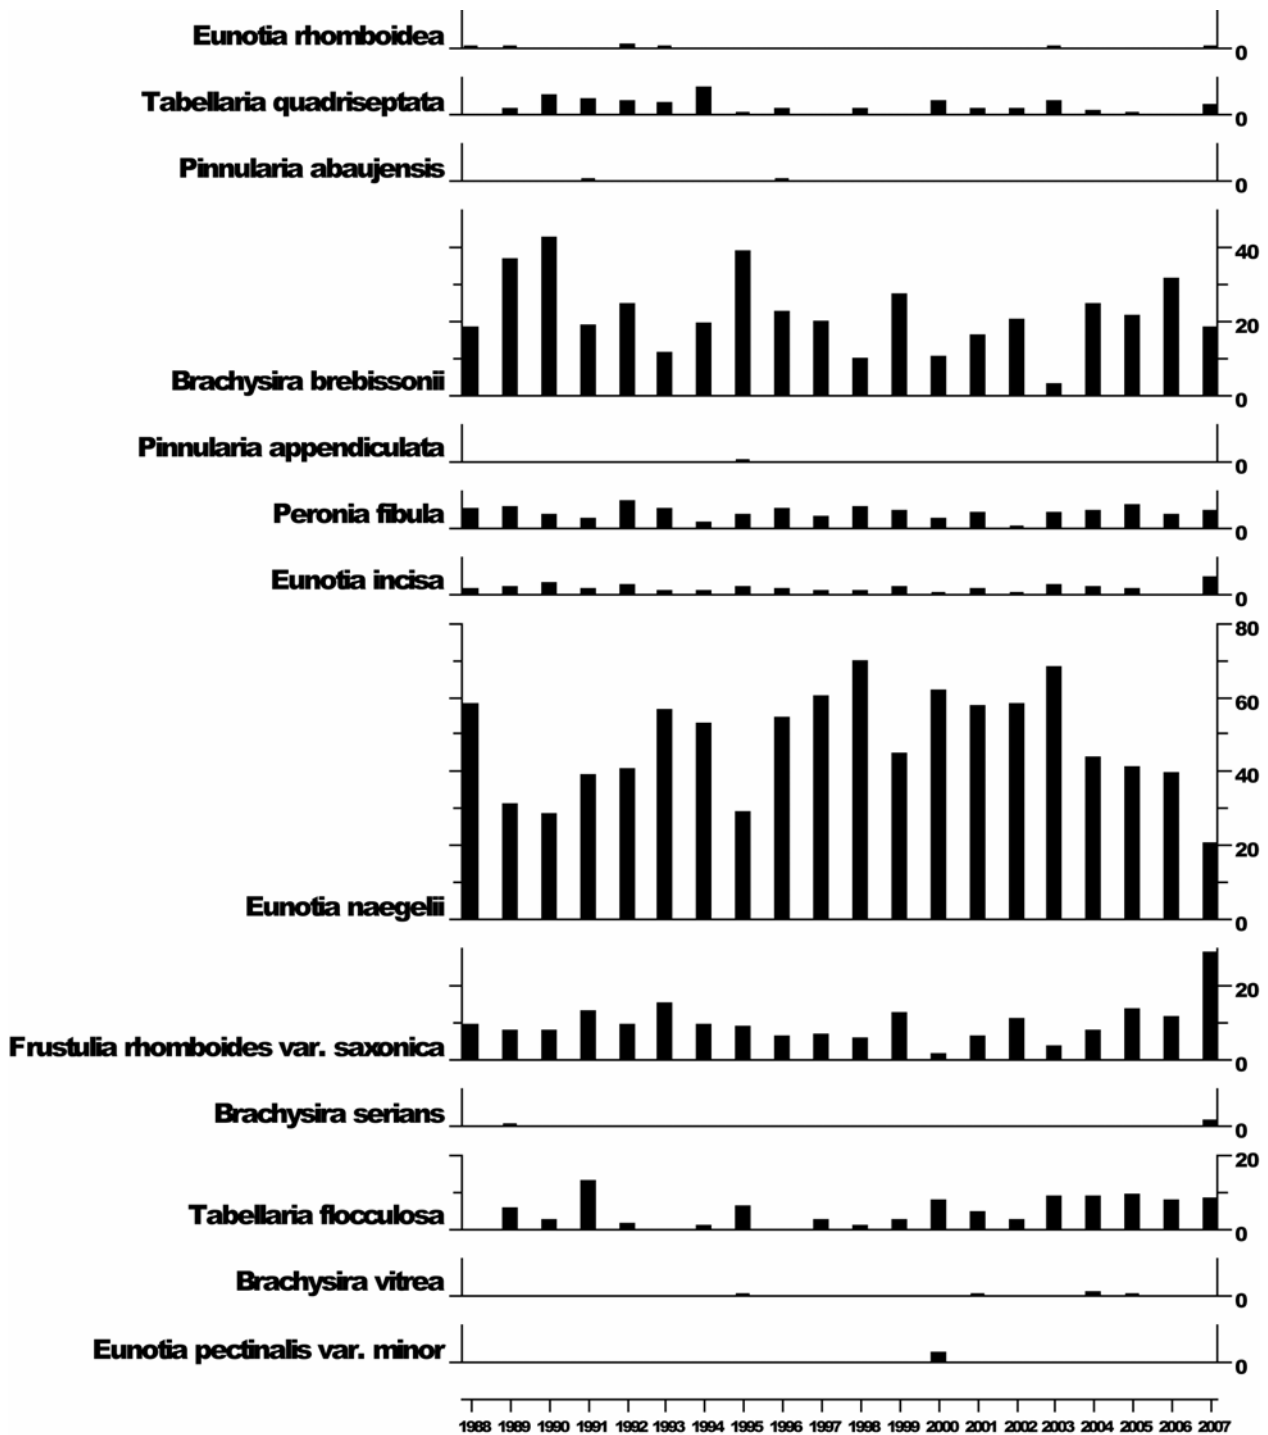 Eunotia rhomboidea
0
Tabellaria quadriseptata
0
Pinnularia abaujensis
0
40
20
Brachysira brebissonii
0
Pinnularia appendiculata
0
Peronia fibula
0
Eunotia incisa
0
80
60
40
20
Eunotia naegelii
0
20
Frustulia rhomboides var. saxonica
0
Brachysira serians
0
20
Tabellaria flocculosa
0
Brachysira vitrea
0
Eunotia pectinalis var. minor
0
1988 1989 1990 1991 1992 1993 1994 1995 1996 1997 1998 1999 2000 2001 2002 2003 2004 2005 2006 2007